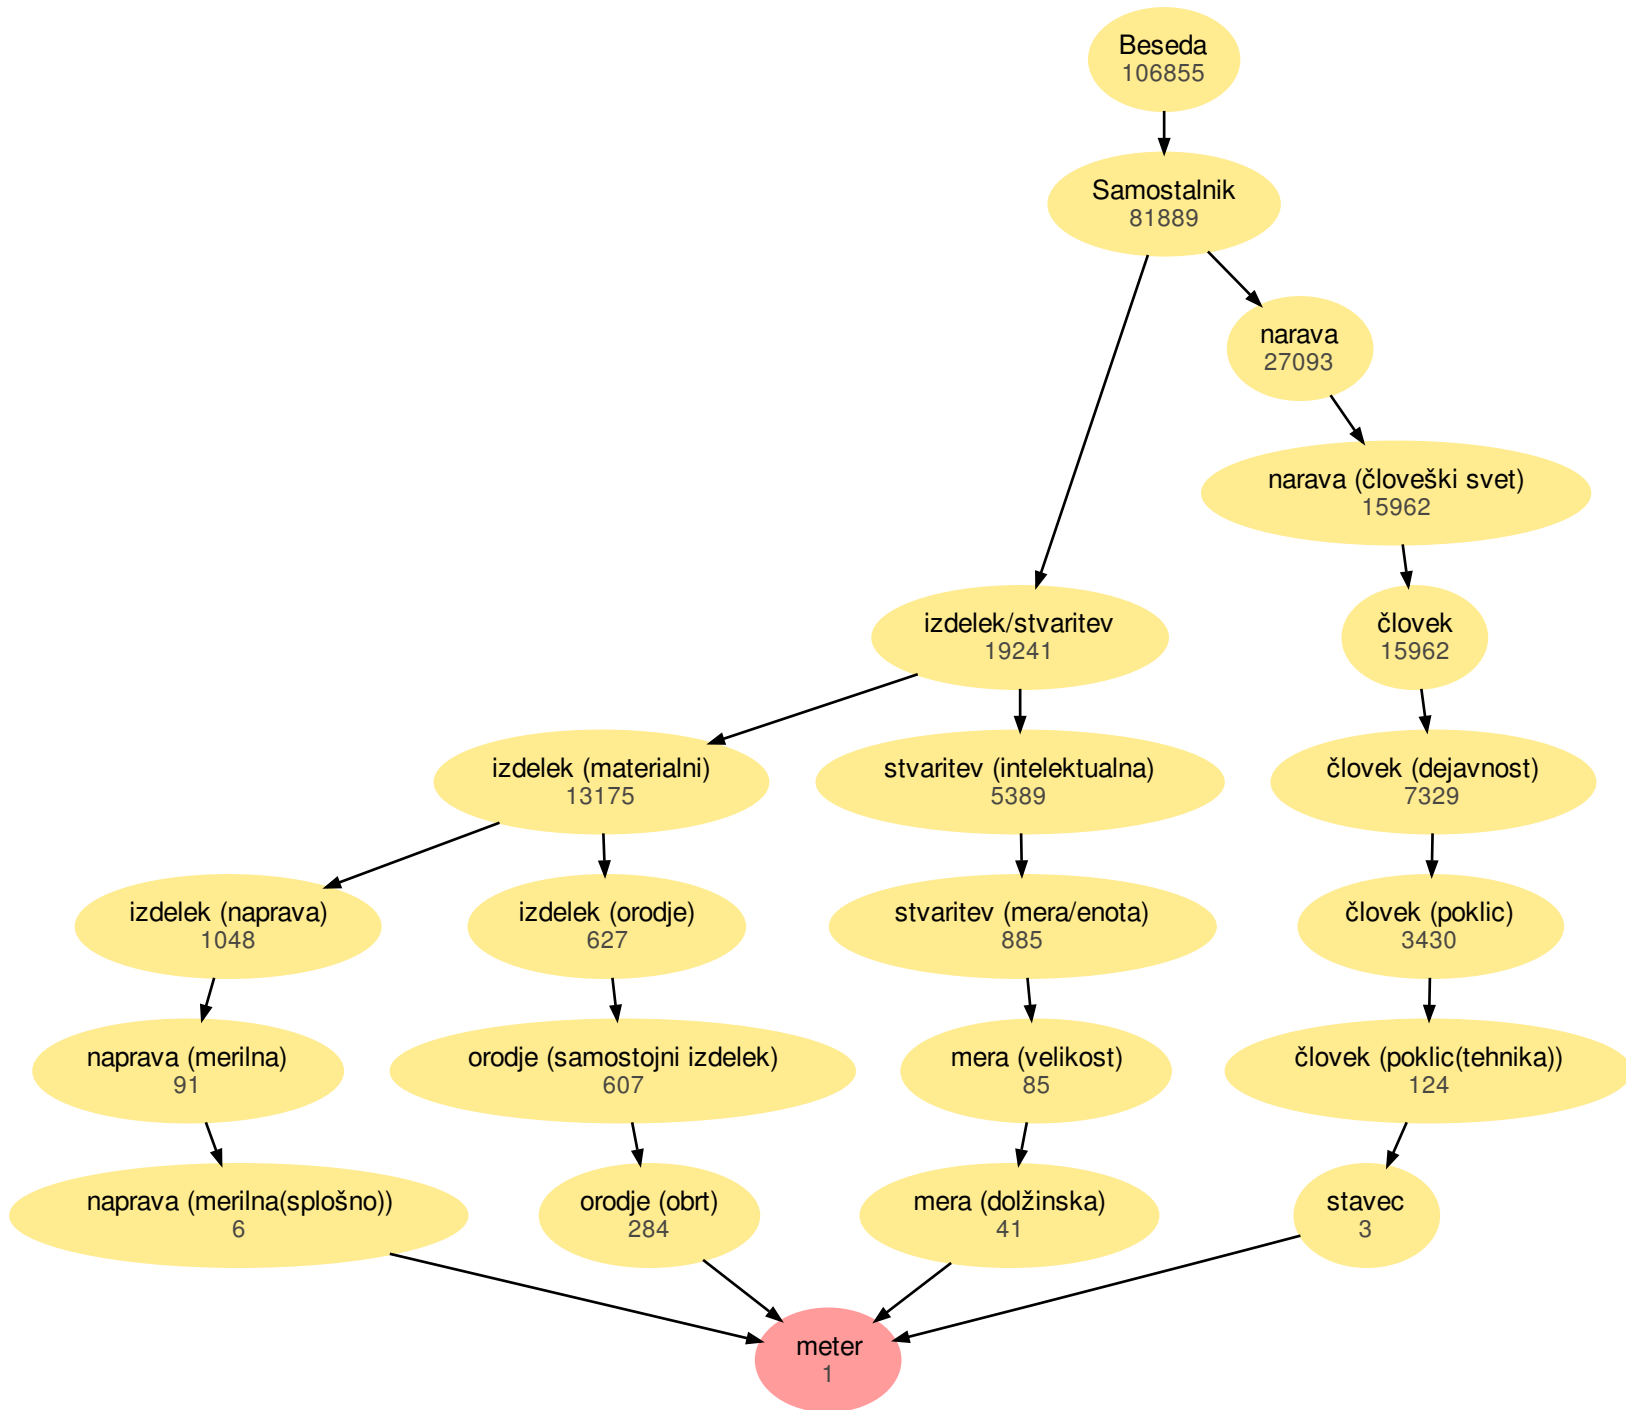 Beseda
106855
Samostalnik
81889
narava
27093
narava (človeški svet)
15962
izdelek/stvaritev
19241
človek
15962
izdelek (materialni)
13175
stvaritev (intelektualna)
5389
človek (dejavnost)
7329
izdelek (naprava)
1048
izdelek (orodje)
627
stvaritev (mera/enota)
885
človek (poklic)
3430
naprava (merilna)
91
orodje (samostojni izdelek)
607
mera (velikost)
85
človek (poklic(tehnika))
124
naprava (merilna(splošno))
6
orodje (obrt)
284
mera (dolžinska)
41
stavec
3
meter
1